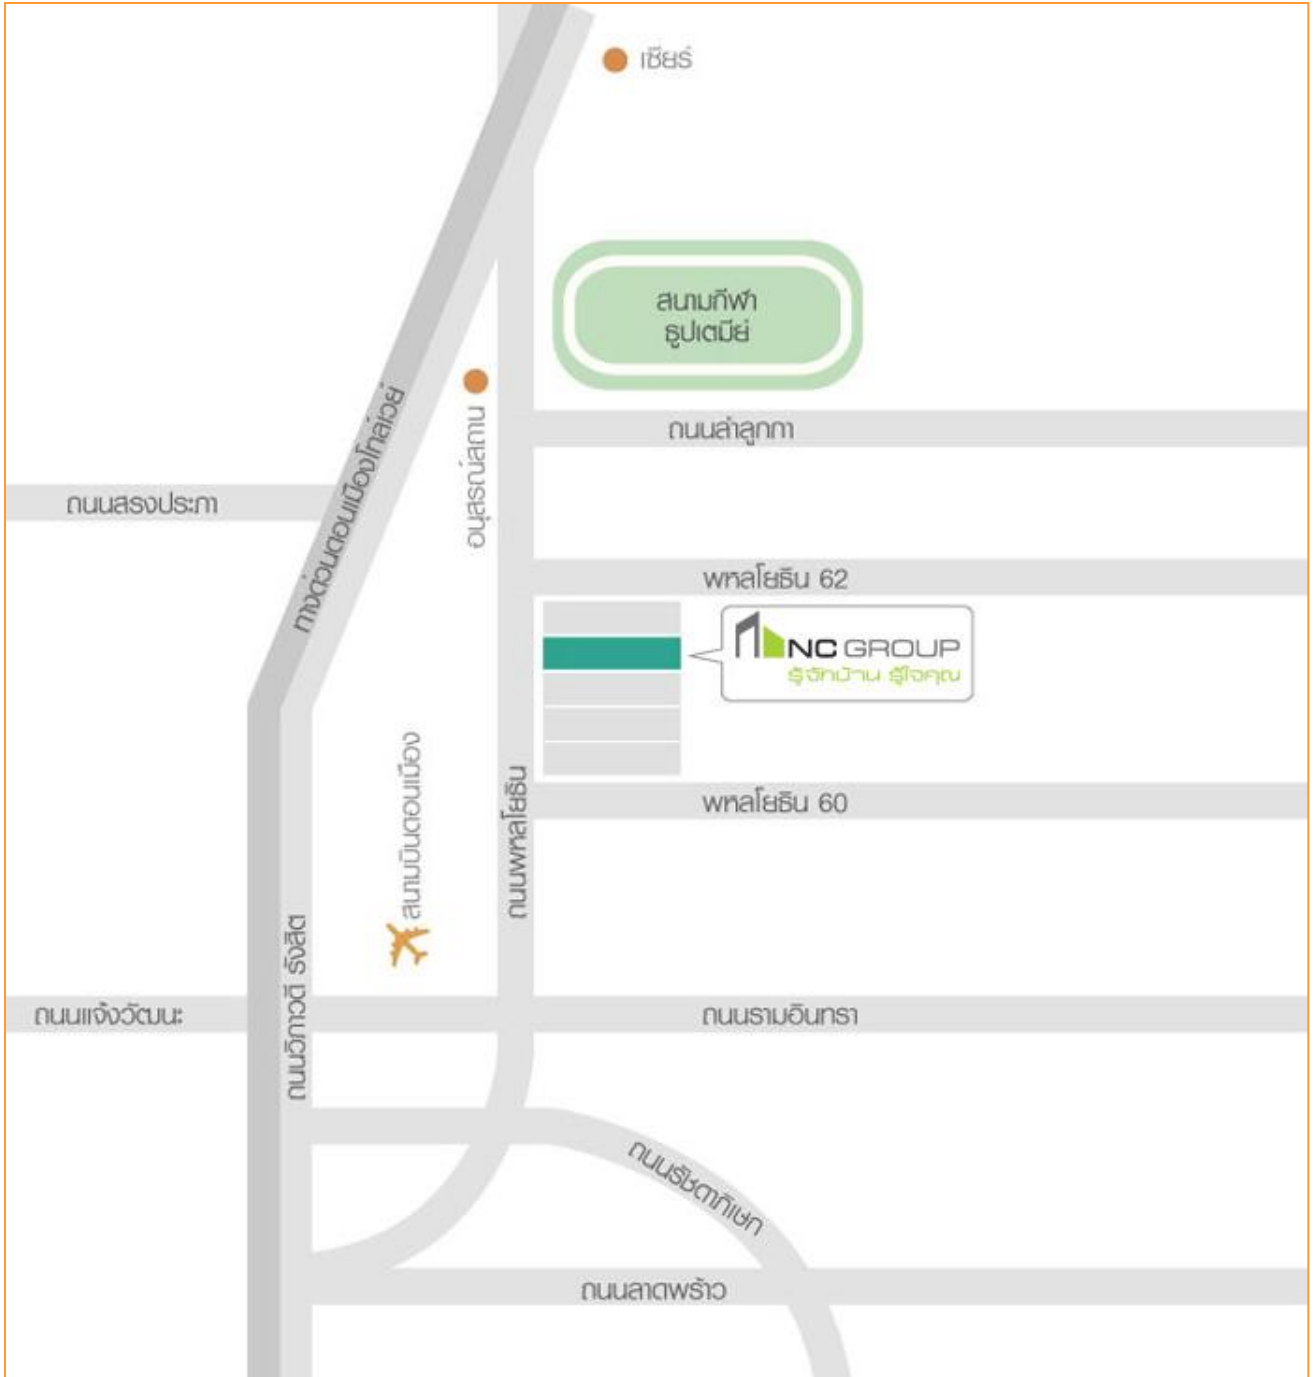 เซียร์
สนามกีฬา
ธูปเตมีย์
ถนนลำลูกกา
ทางด่วนดอนเมืองโทล์เวย์
อนุสรณ์สถาน
ถนนสรงประภา
พหลโยธิน 62
NC GROUP
รู้จักบ้าน รู้ใจคุณ
สนามบินดอนเมือง
ถนนพหลโยธิน
พหลโยธิน 60
ถนนวิภาวดี รังสิต
ถนนแจ้งวัฒนะ
ถนนรามอินทรา
ถนนรัชดาภิเษก
ถนนลาดพร้าว